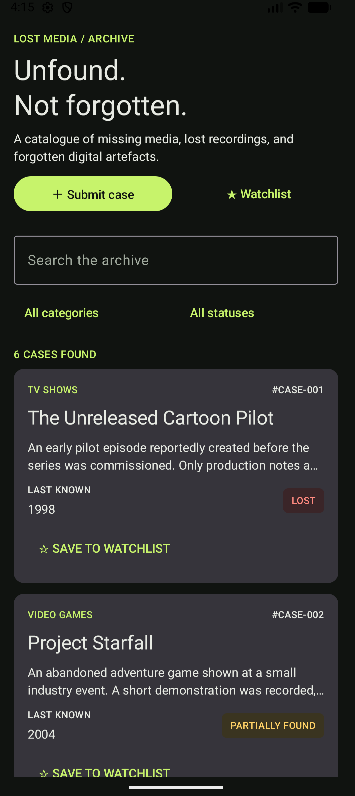 4:15
LOST MEDIA / ARCHIVE
Unfound.
Not forgotten.
A catalogue of missing media, lost recordings, and
forgotten digital artefacts.
+ Submit case
★ Watchlist
Search the archive
All categories
All statuses
6 CASES FOUND
TV SHOWS
#CASE-001
The Unreleased Cartoon Pilot
An early pilot episode reportedly created before the
series was commissioned. Only production notes a...
LAST KNOWN
1998
LOST
☆ SAVE TO WATCHLIST
VIDEO GAMES
#CASE-002
Project Starfall
An abandoned adventure game shown at a small
industry event. A short demonstration was recorded,...
LAST KNOWN
2004
PARTIALLY FOUND
☆ SAVE TO WATCHLIST